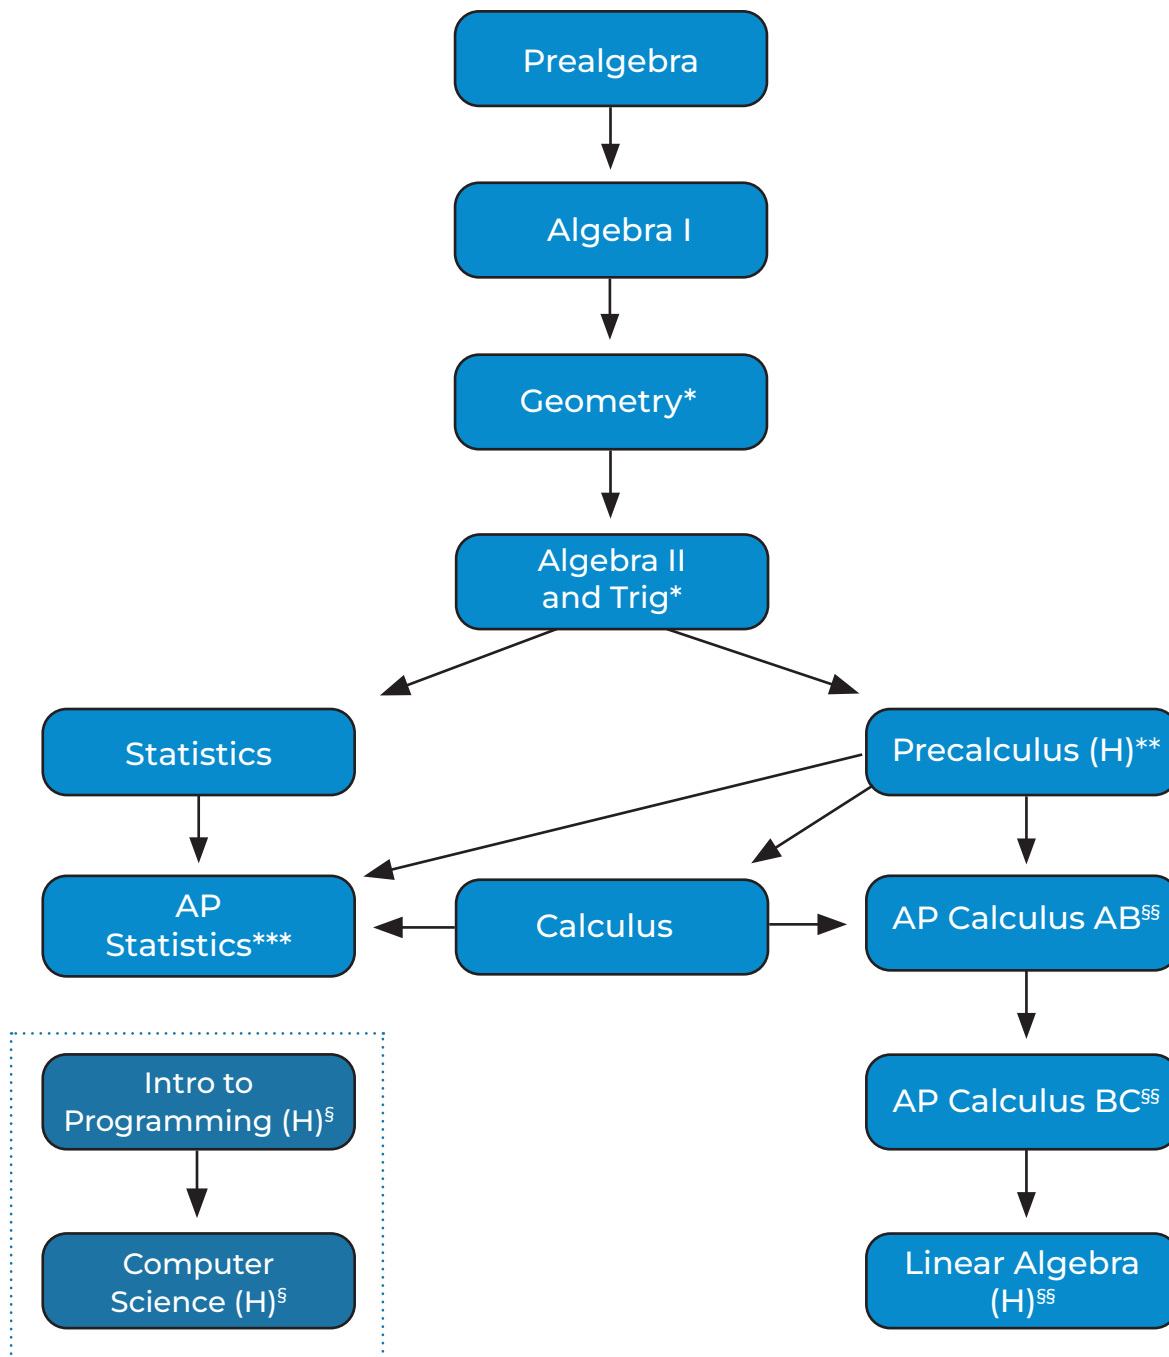 Prealgebra
Algebra I
Geometry*
Algebra II
and Trig*
Statistics
Precalculus (H)**
AP
Statistics***
Calculus
AP Calculus AB§§
Intro to
Programming (H)§
AP Calculus BC§§
Computer
Science (H)§
Linear Algebra
(H)§§